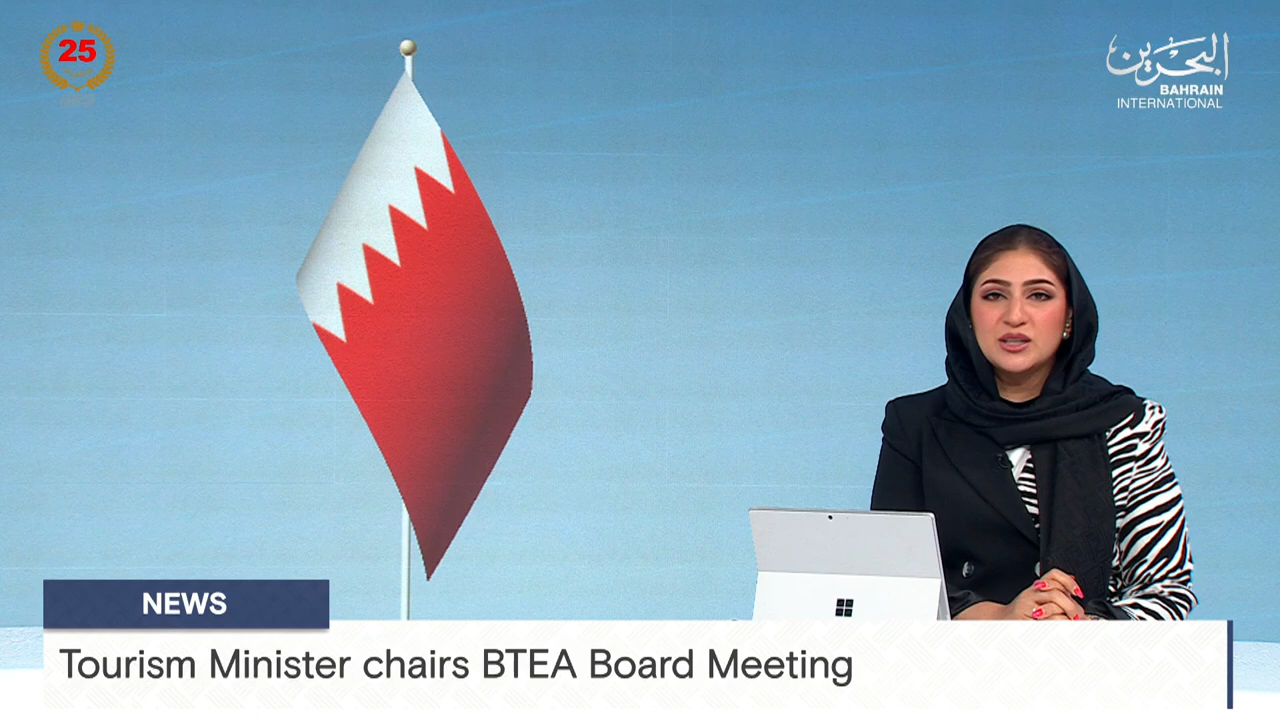 25
البحرين
BAHRAIN
INTERNATIONAL
NEWS
Tourism Minister chairs BTEA Board Meeting